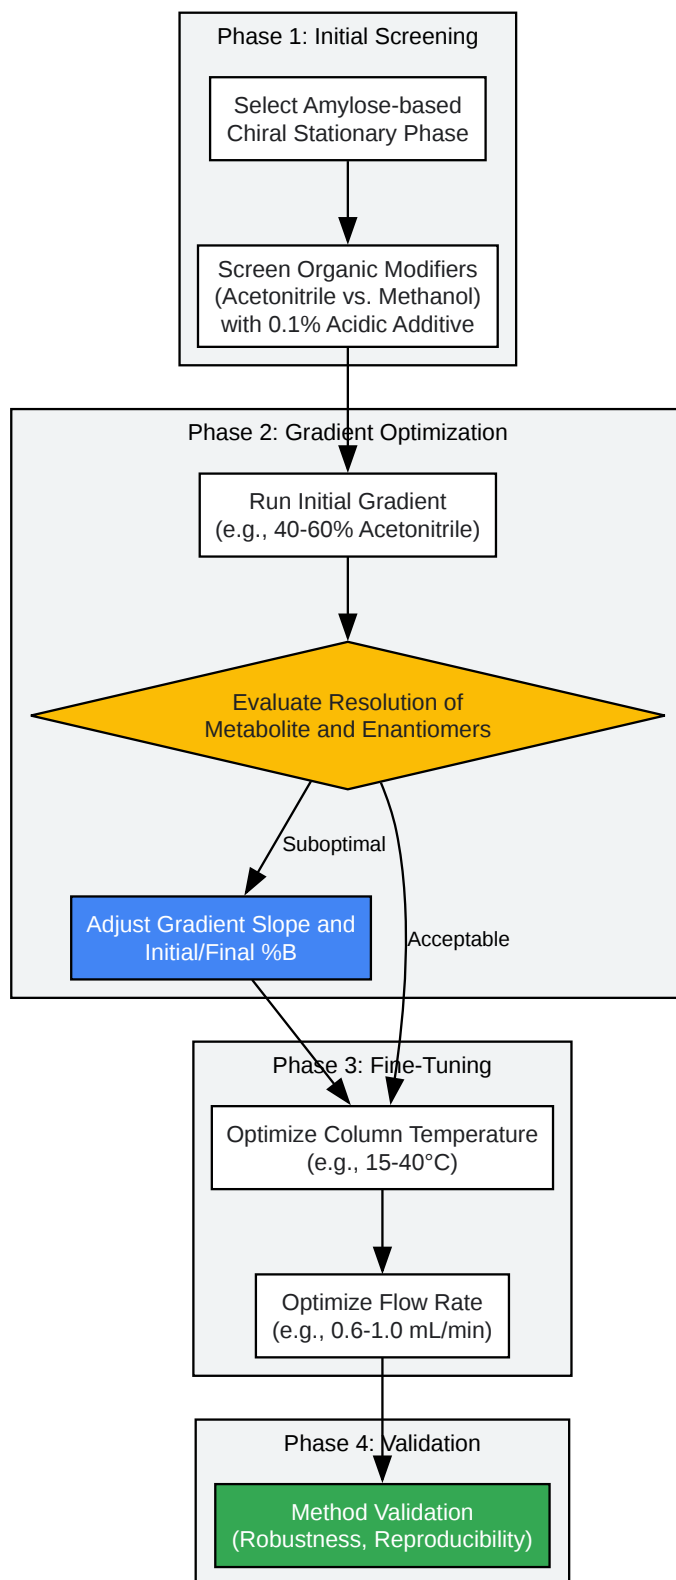 Phase 1: Initial Screening
Select Amylose-based
Chiral Stationary Phase
Screen Organic Modifiers
(Acetonitrile vs. Methanol)
with 0.1% Acidic Additive
Phase 2: Gradient Optimization
Run Initial Gradient
(e.g., 40-60% Acetonitrile)
Evaluate Resolution of
Metabolite and Enantiomers
Suboptimal
Adjust Gradient Slope and
Initial/Final %B
Acceptable
Phase 3: Fine-Tuning
Optimize Column Temperature
(e.g., 15-40°C)
Optimize Flow Rate
(e.g., 0.6-1.0 mL/min)
Phase 4: Validation
Method Validation
(Robustness, Reproducibility)